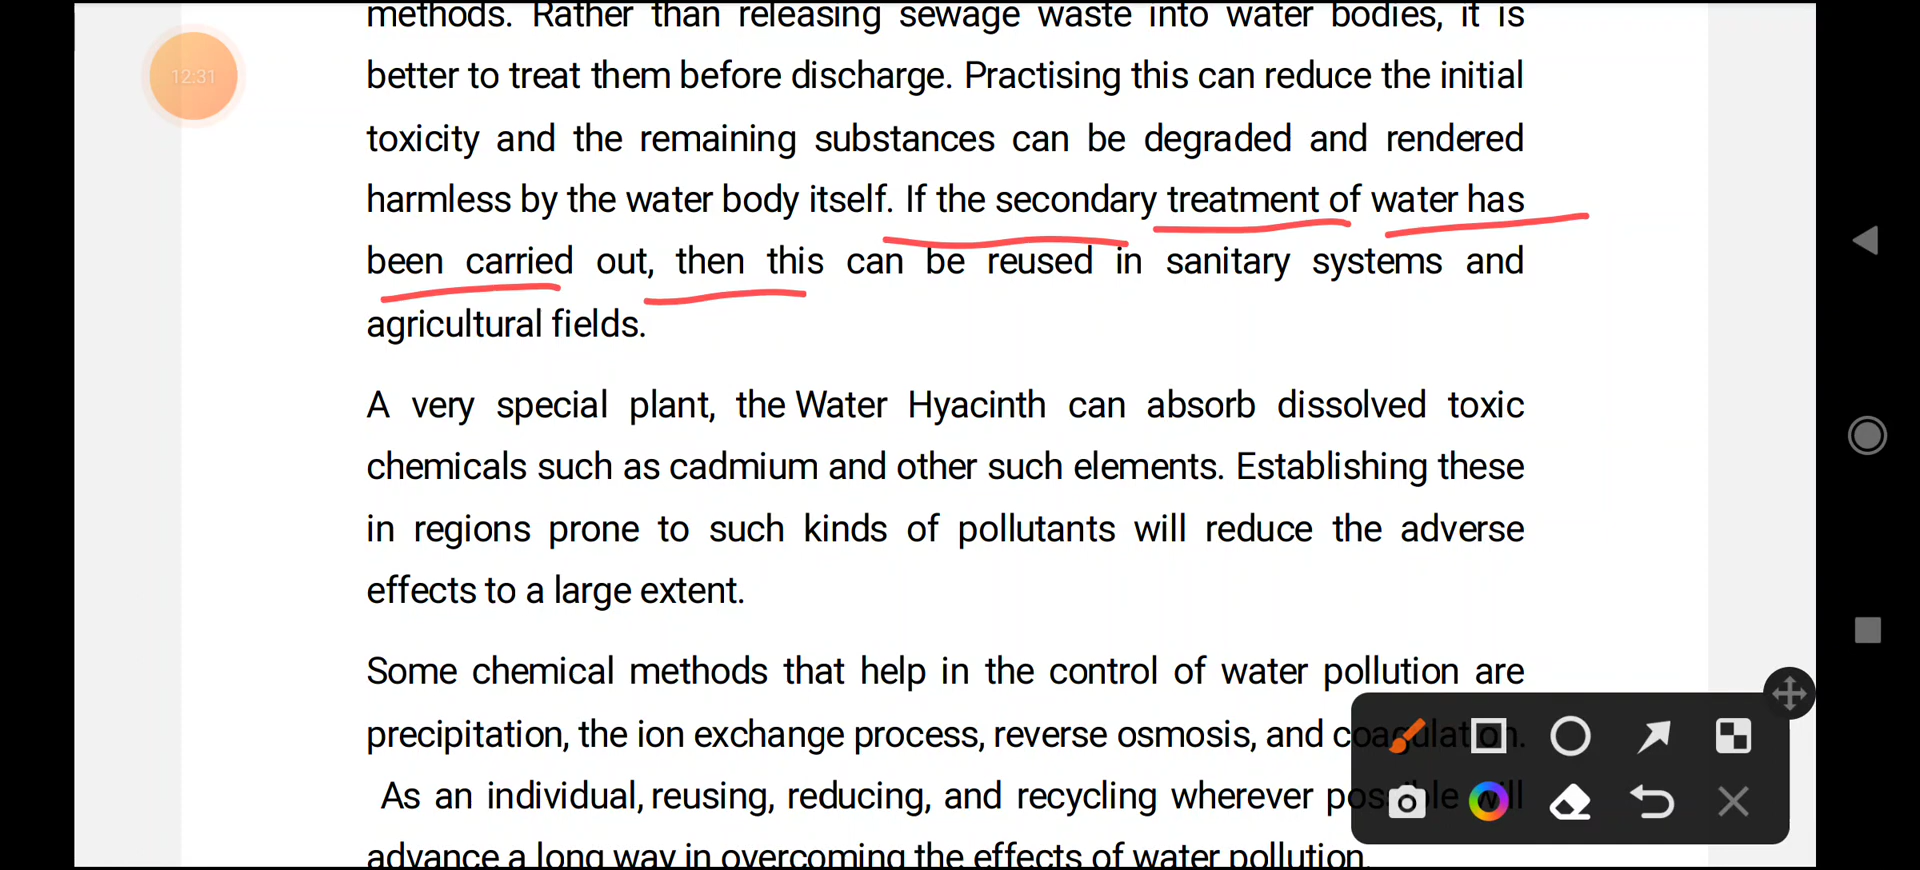 methods. Rather than releasing sewage waste into water bodies, it is
12:31
better to treat them before discharge. Practising this can reduce the initial
toxicity and the remaining substances can be degraded and rendered
harmless by the water body itself. If the secondary treatment of water has
been carried out, then this can be reused in sanitary systems and
agricultural fields.
A very special plant, the Water Hyacinth can absorb dissolved toxic
chemicals such as cadmium and other such elements. Establishing these
in regions prone to such kinds of pollutants will reduce the adverse
effects to a large extent.
Some chemical methods that help in the control of water pollution are
precipitation, the ion exchange process, reverse osmosis, and coagulation.
As an individual, reusing, reducing, and recycling wherever possible will
advance a long way in overcoming the effects of water pollution.